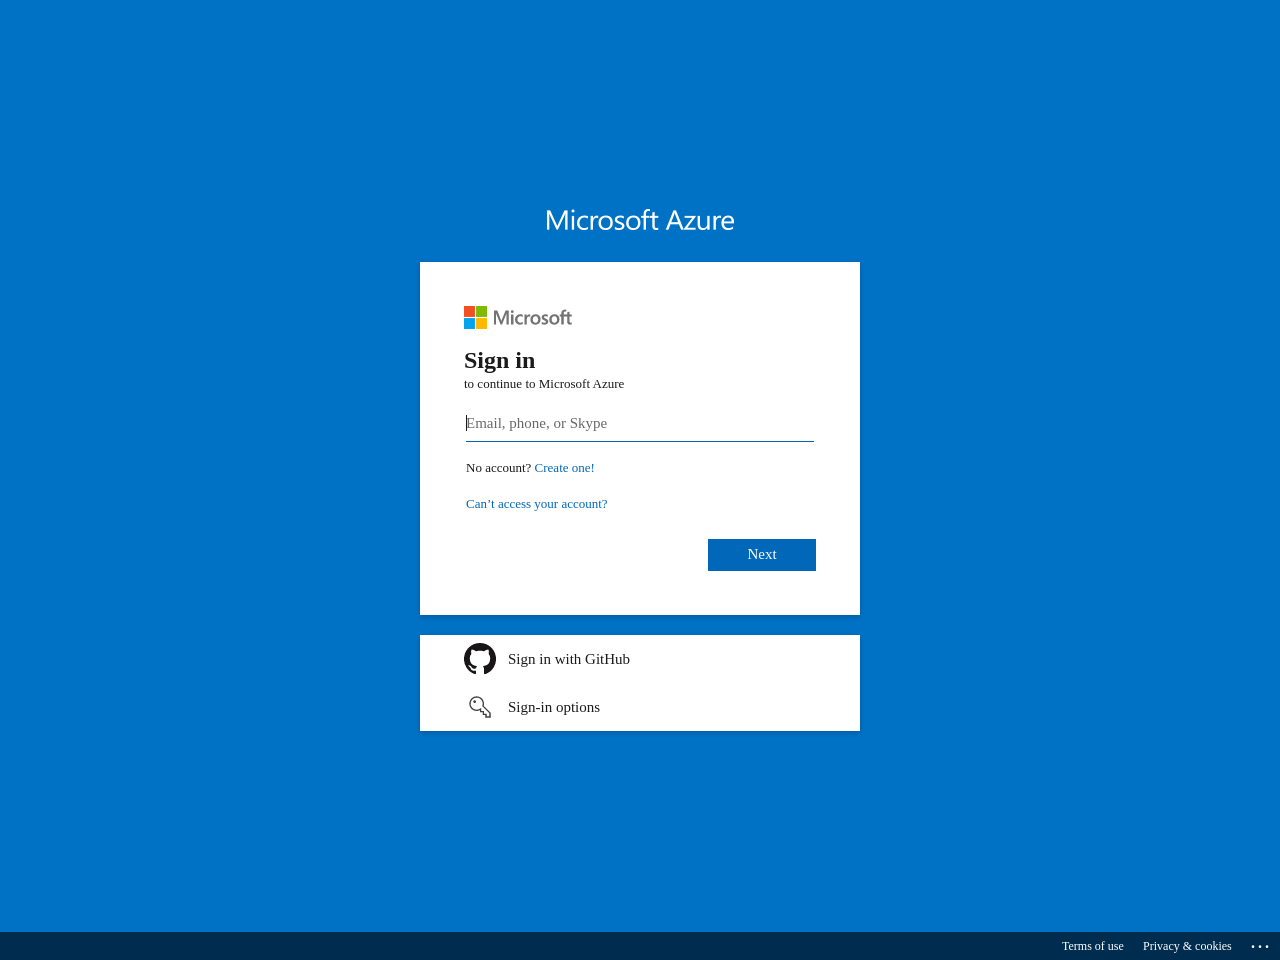 Microsoft Azure
Microsoft
Sign in
to continue to Microsoft Azure
Email, phone, or Skype
No account? Create one!
Can’t access your account?
Next
Sign in with GitHub
Sign-in options
Terms of use Privacy & cookies ...